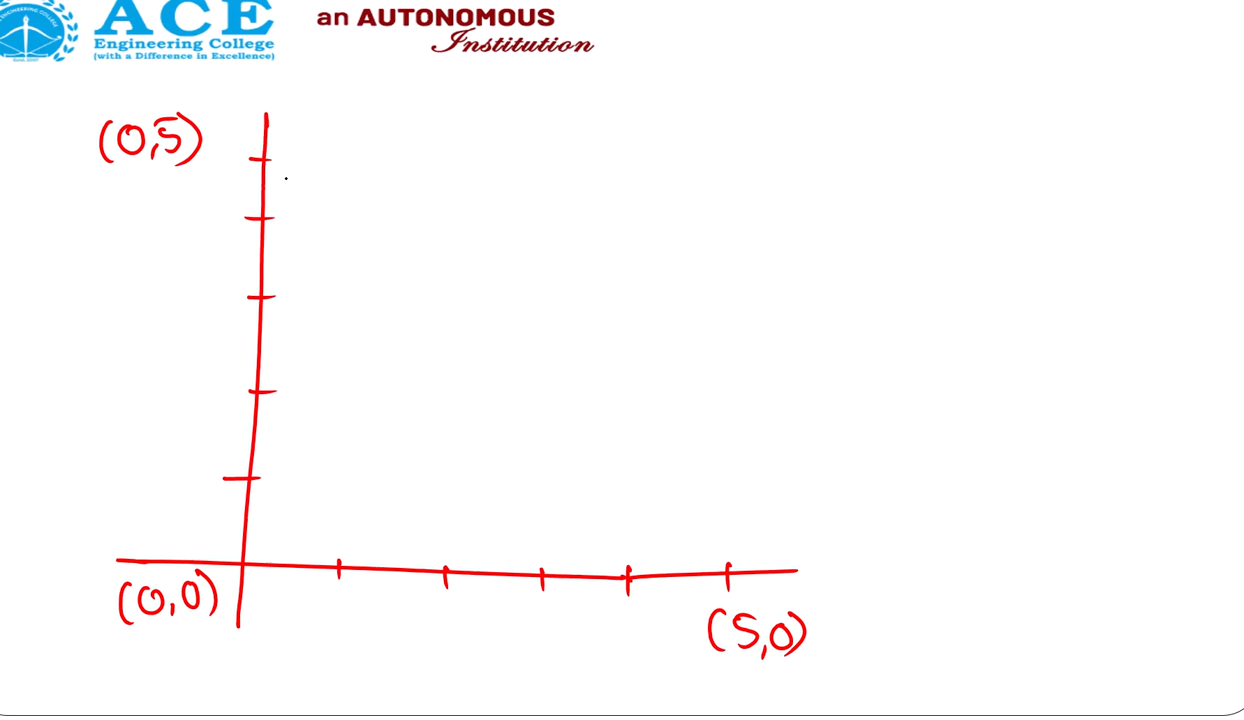 ACE
Engineering College
(with a Difference in Excellence)
an AUTONOMOUS
Institution
(0,5)
(0,0)
(5,0)